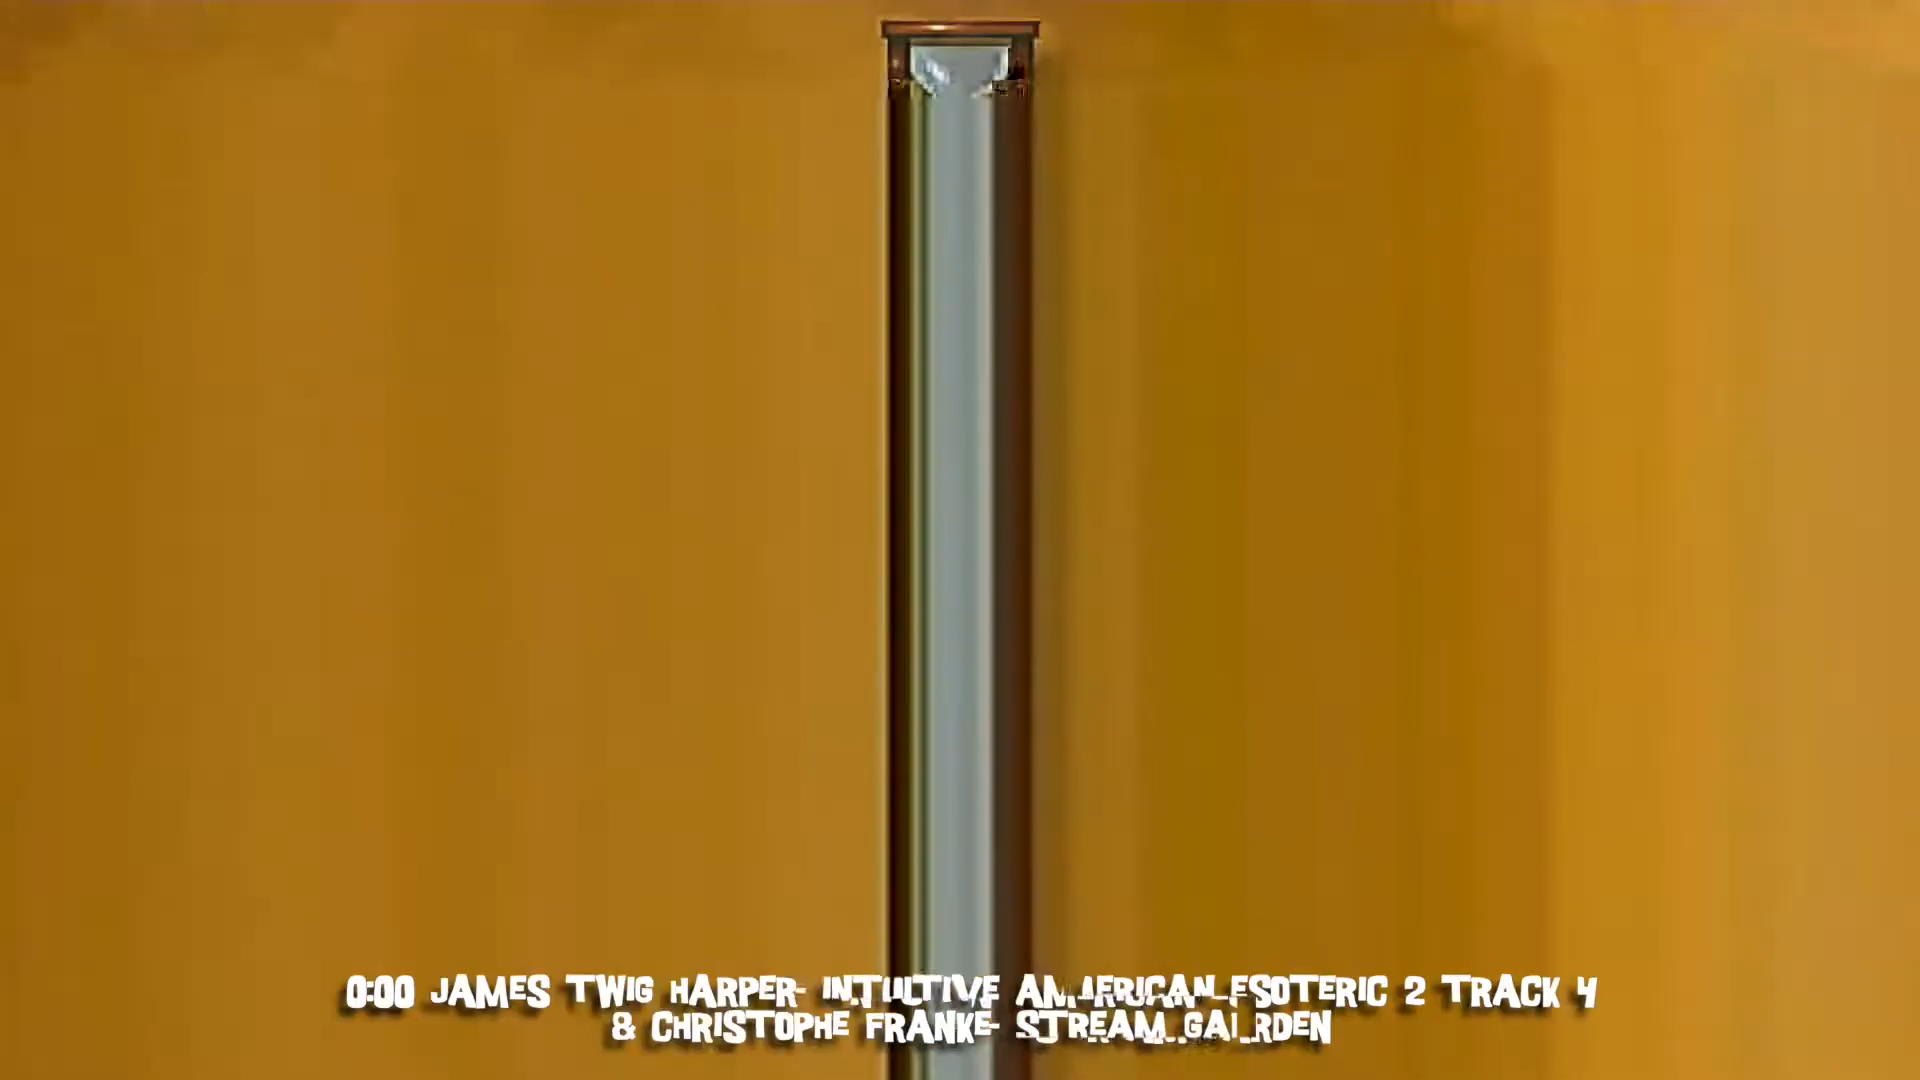 0:00 JAMES TWIG HARPER- INTUITIVE AMERICAN ESOTERIC 2 TRACK 4
& CHRISTOPHE FRANKE- STREAM GARDEN